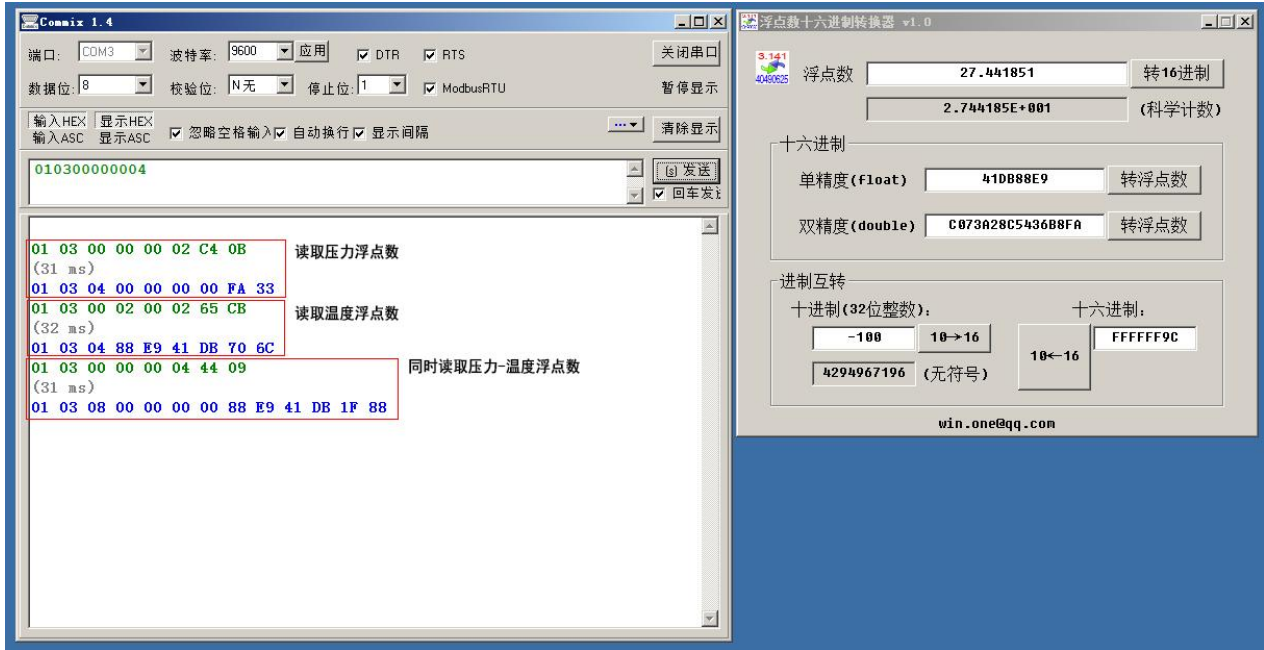 Commix 1.4
端口: COM3 波特率: 9600 应用 DTR RTS 关闭串口
数据位: 8 校验位: N无 停止位: 1 ModbusRTU 暂停显示
输入HEX 显示HEX
输入ASC 显示ASC 忽略空格输入 自动换行 显示间隔 ... 清除显示
010300000004 (s) 发送
回车发
01 03 00 00 00 02 C4 0B 读取压力浮点数
(31 ms)
01 03 04 00 00 00 00 FA 33
01 03 00 02 00 02 65 CB 读取温度浮点数
(32 ms)
01 03 04 88 E9 41 DB 70 6C
01 03 00 00 00 04 44 09 同时读取压力-温度浮点数
(31 ms)
01 03 08 00 00 00 00 88 E9 41 DB 1F 88
浮点数十六进制转换器 v1.0
3.141
40490625
浮点数 27.441851 转16进制
2.744185E+001 (科学计数)
十六进制
单精度(float) 41DB88E9 转浮点数
双精度(double) C073A28C5436B8FA 转浮点数
进制互转
十进制(32位整数): 十六进制:
-100 10→16 10←16 FFFFFF9C
4294967196 (无符号)
win.one@qq.com